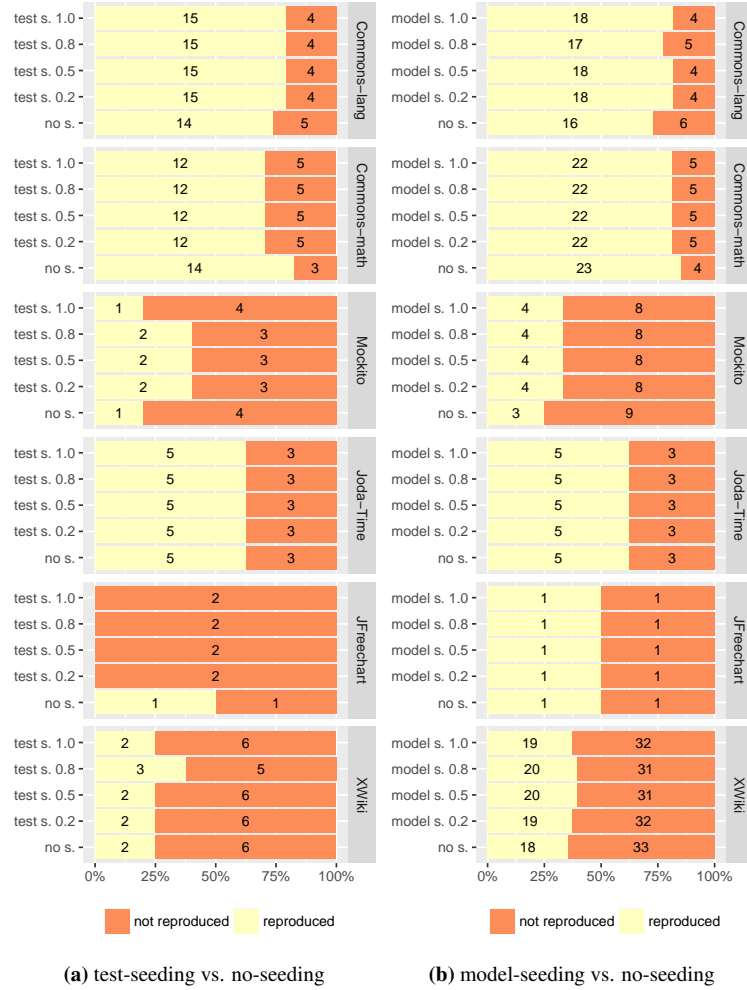 test s. 1.0 15 4
test s. 0.8 15 4
test s. 0.5 15 4
test s. 0.2 15 4
no s. 14 5
Commons−lang
test s. 1.0 12 5
test s. 0.8 12 5
test s. 0.5 12 5
test s. 0.2 12 5
no s. 14 3
Commons−math
test s. 1.0 1 4
test s. 0.8 2 3
test s. 0.5 2 3
test s. 0.2 2 3
no s. 1 4
Mockito
test s. 1.0 5 3
test s. 0.8 5 3
test s. 0.5 5 3
test s. 0.2 5 3
no s. 5 3
Joda−Time
test s. 1.0 2
test s. 0.8 2
test s. 0.5 2
test s. 0.2 2
no s. 1 1
JFreechart
test s. 1.0 2 6
test s. 0.8 3 5
test s. 0.5 2 6
test s. 0.2 2 6
no s. 2 6
XWiki
0% 25% 50% 75% 100%
not reproduced reproduced
(a) test-seeding vs. no-seeding
model s. 1.0 18 4
model s. 0.8 17 5
model s. 0.5 18 4
model s. 0.2 18 4
no s. 16 6
Commons−lang
model s. 1.0 22 5
model s. 0.8 22 5
model s. 0.5 22 5
model s. 0.2 22 5
no s. 23 4
Commons−math
model s. 1.0 4 8
model s. 0.8 4 8
model s. 0.5 4 8
model s. 0.2 4 8
no s. 3 9
Mockito
model s. 1.0 5 3
model s. 0.8 5 3
model s. 0.5 5 3
model s. 0.2 5 3
no s. 5 3
Joda−Time
model s. 1.0 1 1
model s. 0.8 1 1
model s. 0.5 1 1
model s. 0.2 1 1
no s. 1 1
JFreechart
model s. 1.0 19 32
model s. 0.8 20 31
model s. 0.5 20 31
model s. 0.2 19 32
no s. 18 33
XWiki
0% 25% 50% 75% 100%
not reproduced reproduced
(b) model-seeding vs. no-seeding